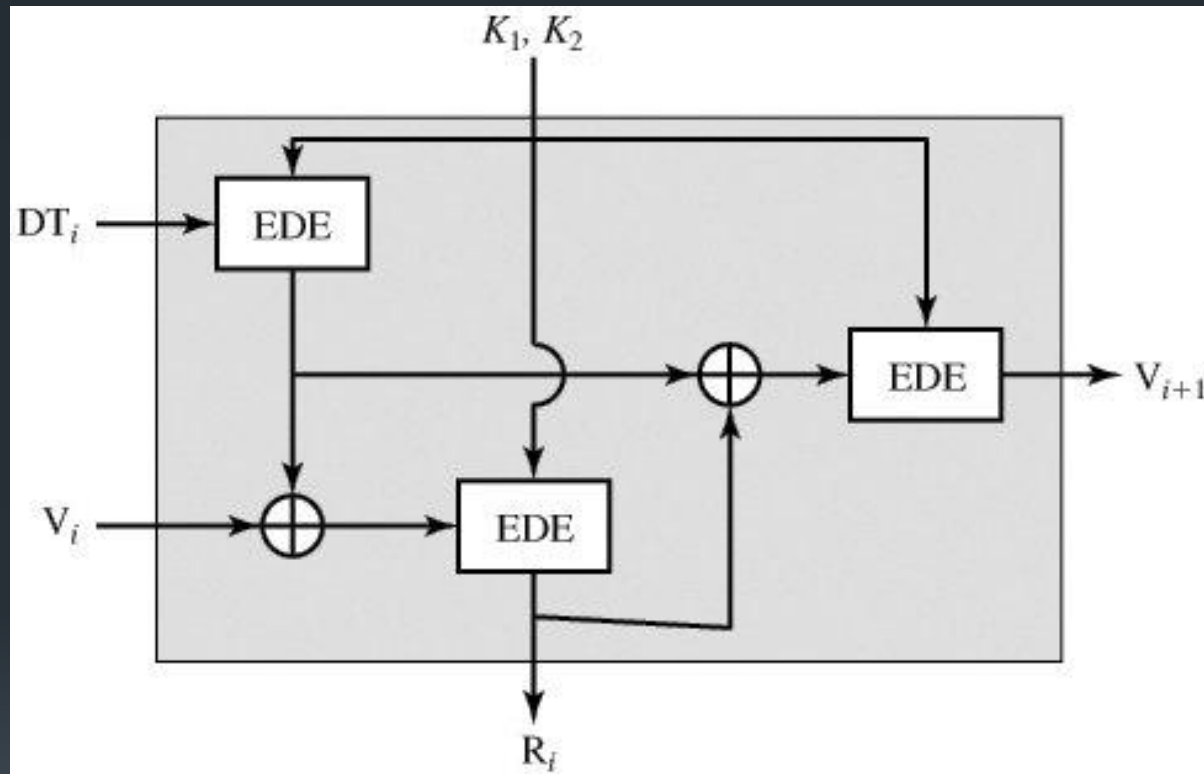 K₁, K₂
EDE
DTᵢ
EDE
Vᵢ₊₁
Vᵢ
EDE
Rᵢ